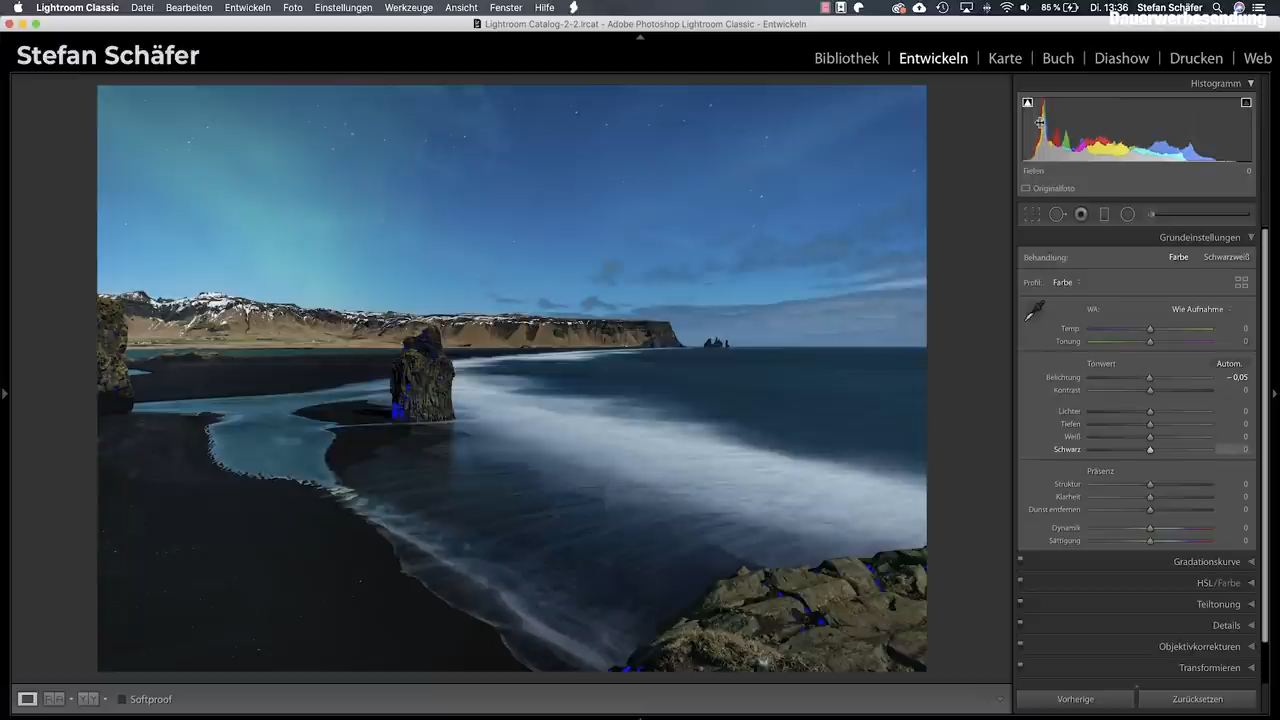 Lightroom Classic Datei Bearbeiten Entwickeln Foto Einstellungen Werkzeuge Ansicht Fenster Hilfe 85 % Di. 13:36 Stefan Schäfer
Dauerwerbesendung
Lightroom Catalog-2-2.lrcat - Adobe Photoshop Lightroom Classic - Entwickeln
Stefan Schäfer
Bibliothek | Entwickeln | Karte | Buch | Diashow | Drucken | Web
Histogramm
Tiefen 0
Originalfoto
Grundeinstellungen
Behandlung: Farbe Schwarzweiß
Profil: Farbe
WA: Wie Aufnahme
Temp 0
Tonung 0
Tonwert Autom.
Belichtung – 0,05
Kontrast 0
Lichter 0
Tiefen 0
Weiß 0
Schwarz 0
Präsenz
Struktur 0
Klarheit 0
Dunst entfernen 0
Dynamik 0
Sättigung 0
Gradationskurve
HSL/Farbe
Teiltonung
Details
Objektivkorrekturen
Transformieren
Softproof
Vorherige Zurücksetzen